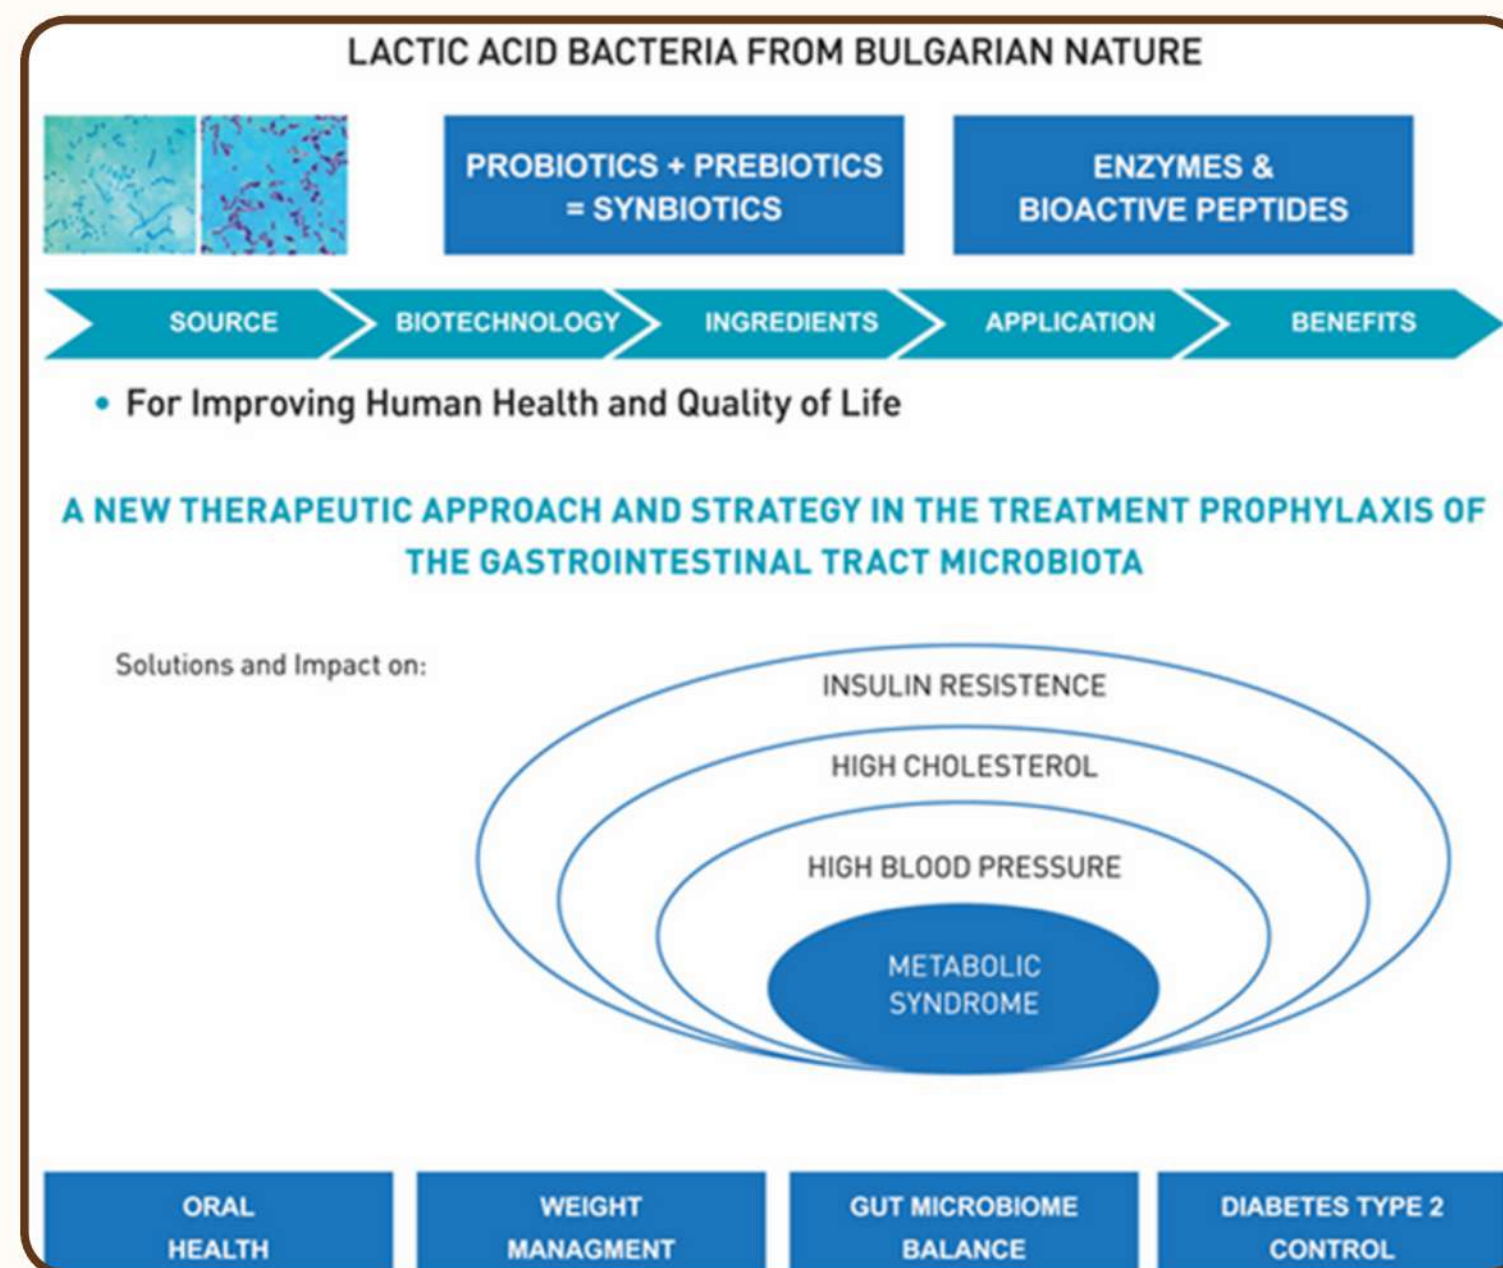 LACTIC ACID BACTERIA FROM BULGARIAN NATURE
PROBIOTICS + PREBIOTICS
= SYNBIOTICS
ENZYMES &
BIOACTIVE PEPTIDES
SOURCE
BIOTECHNOLOGY
INGREDIENTS
APPLICATION
BENEFITS
• For Improving Human Health and Quality of Life
A NEW THERAPEUTIC APPROACH AND STRATEGY IN THE TREATMENT PROPHYLAXIS OF
THE GASTROINTESTINAL TRACT MICROBIOTA
Solutions and Impact on:
INSULIN RESISTENCE
HIGH CHOLESTEROL
HIGH BLOOD PRESSURE
METABOLIC
SYNDROME
ORAL
HEALTH
WEIGHT
MANAGMENT
GUT MICROBIOME
BALANCE
DIABETES TYPE 2
CONTROL